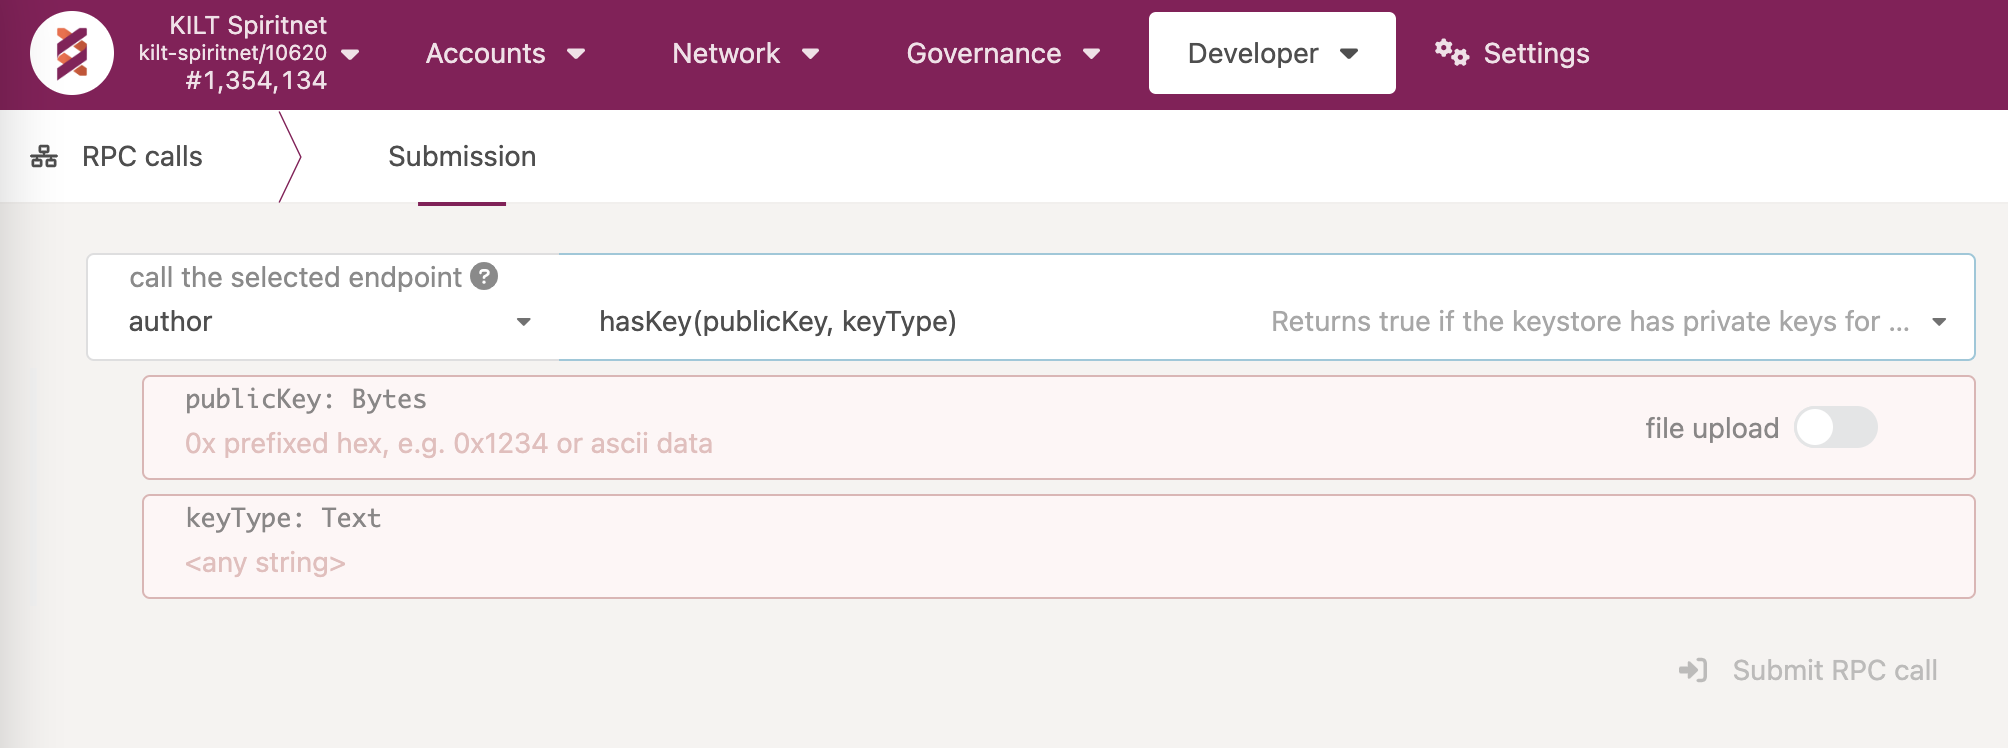 KILT Spiritnet
kilt-spiritnet/10620
#1,354,134
Accounts
Network
Governance
Developer
Settings
RPC calls
Submission
call the selected endpoint ?
author
hasKey(publicKey, keyType)
Returns true if the keystore has private keys for ...
publicKey: Bytes
0x prefixed hex, e.g. 0x1234 or ascii data
file upload
keyType: Text
<any string>
Submit RPC call